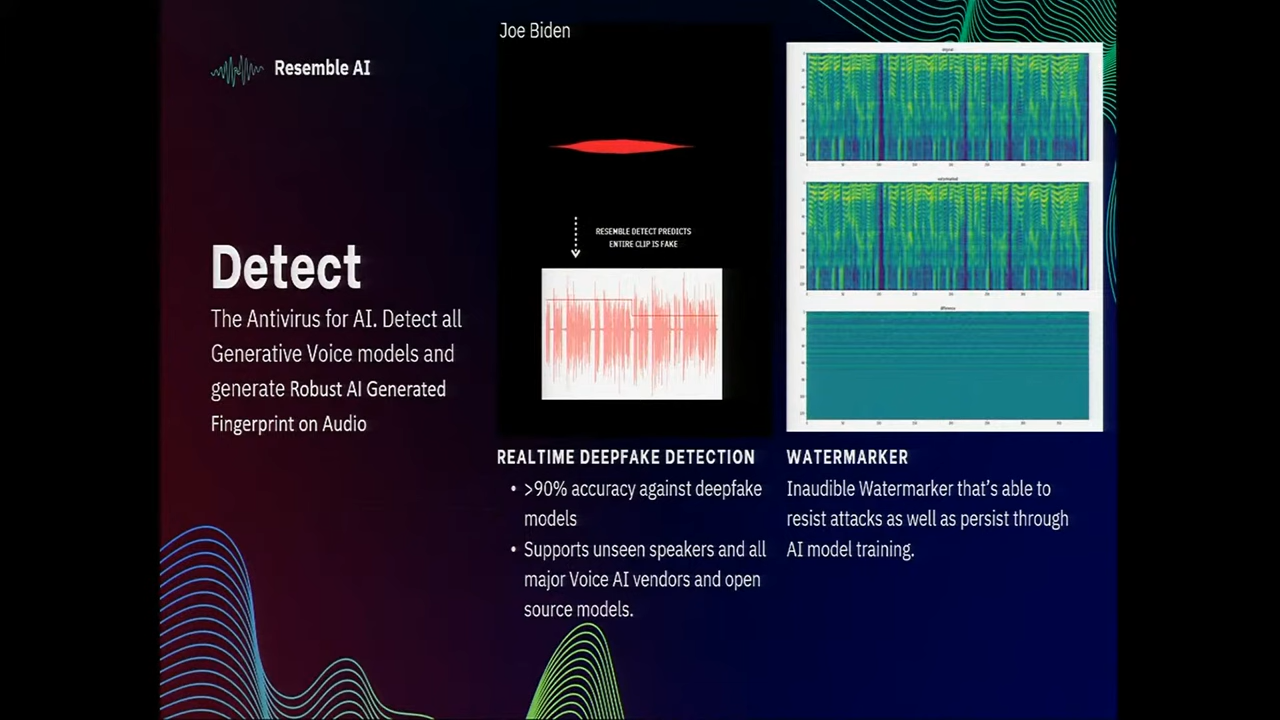 Resemble AI
Detect
The Antivirus for AI. Detect all
Generative Voice models and
generate Robust AI Generated
Fingerprint on Audio
Joe Biden
RESEMBLE DETECT PREDICTS
ENTIRE CLIP IS FAKE
REALTIME DEEPFAKE DETECTION
• >90% accuracy against deepfake
models
• Supports unseen speakers and all
major Voice AI vendors and open
source models.
original
watermarked
difference
WATERMARKER
Inaudible Watermarker that's able to
resist attacks as well as persist through
AI model training.